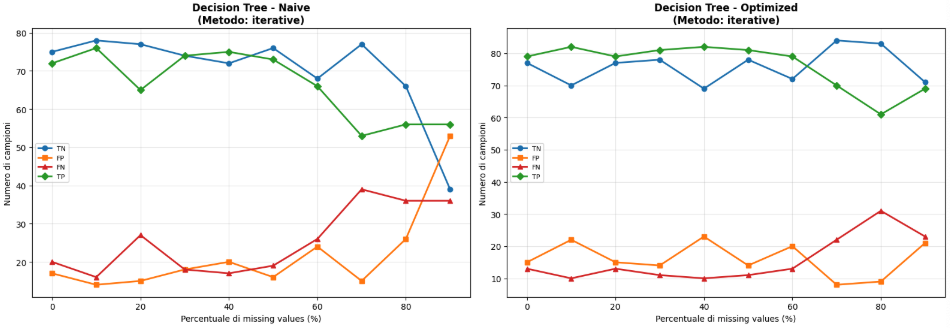 Decision Tree - Naive
(Metodo: iterative)
Numero di campioni
80
70
60
50
40
30
20
TN
FP
FN
TP
0
20
40
60
80
Percentuale di missing values (%)
Decision Tree - Optimized
(Metodo: iterative)
Numero di campioni
80
70
60
50
40
30
20
10
TN
FP
FN
TP
0
20
40
60
80
Percentuale di missing values (%)